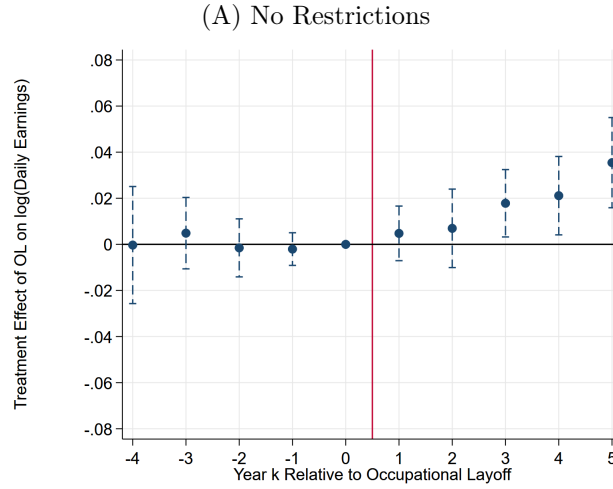 (A) No Restrictions
Treatment Effect of OL on log(Daily Earnings)
.08
.06
.04
.02
0
-.02
-.04
-.06
-.08
-4 -3 -2 -1 0 1 2 3 4 5
Year k Relative to Occupational Layoff